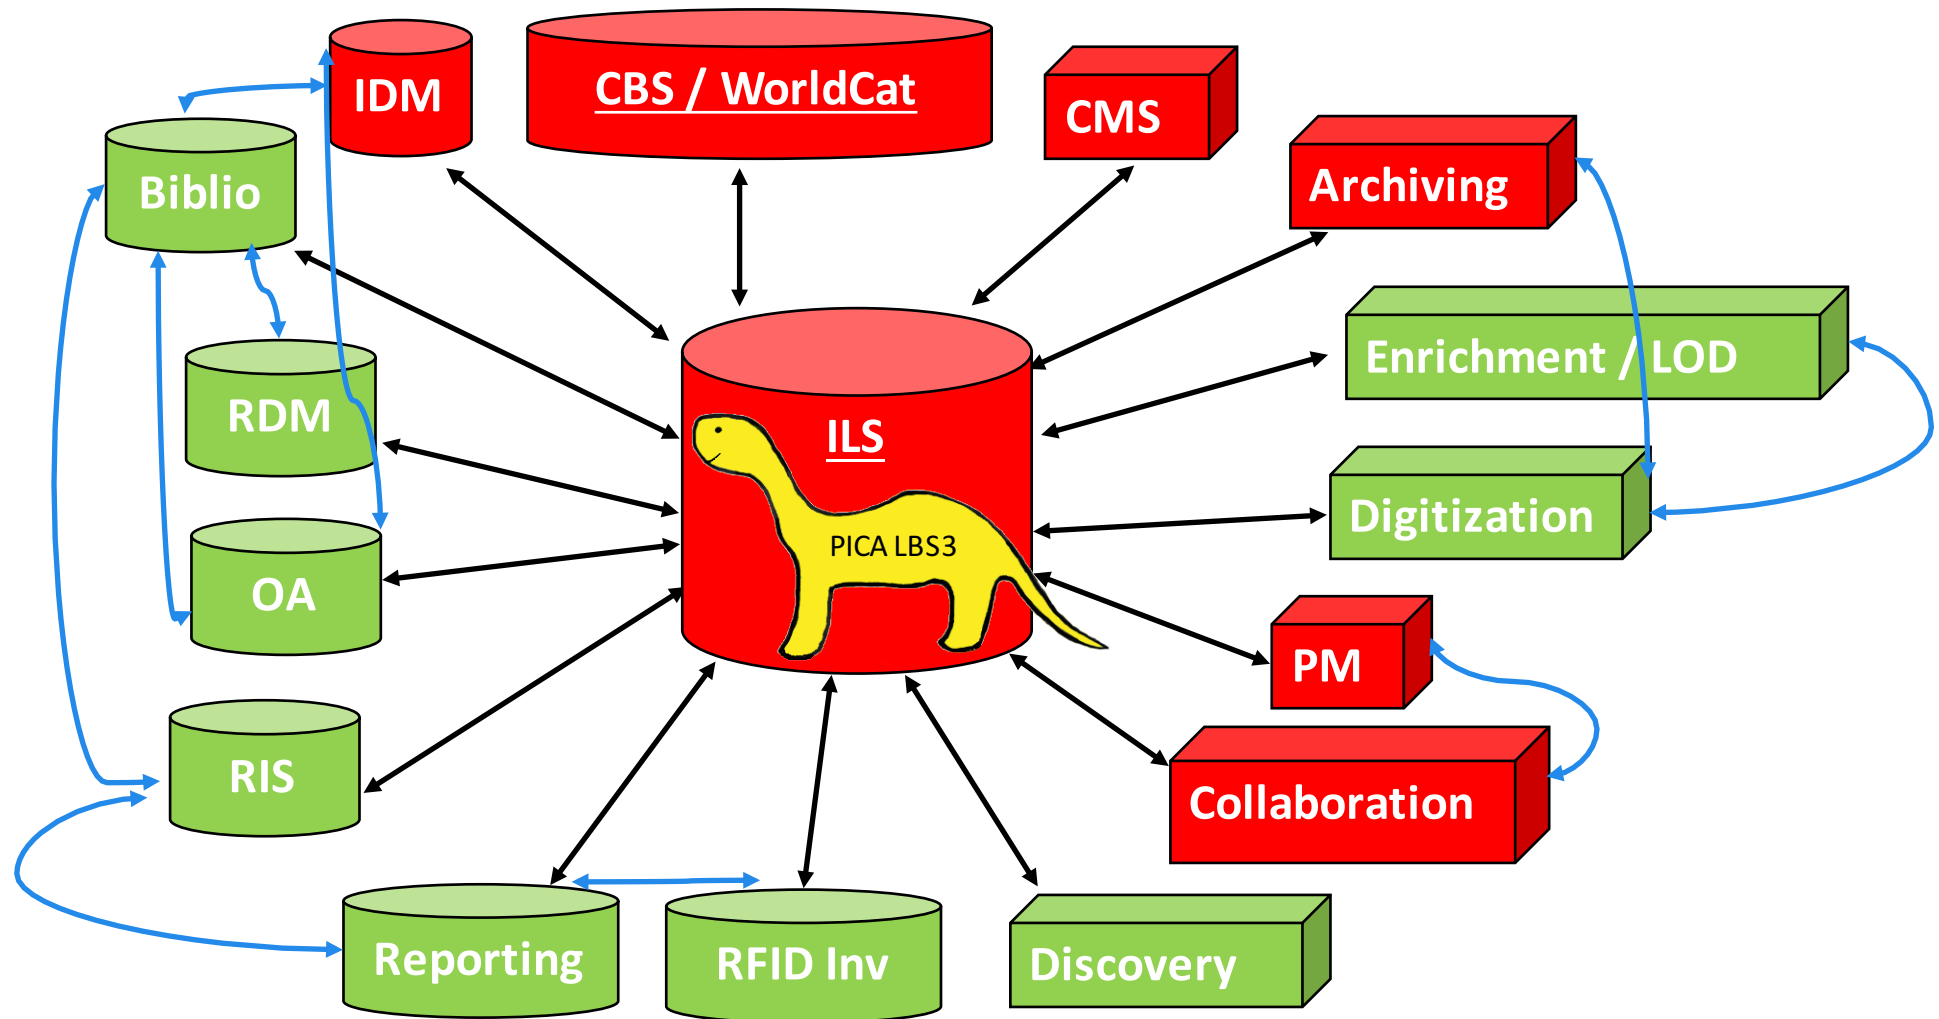 IDM
CBS / WorldCat
CMS
Archiving
Biblio
Enrichment / LOD
RDM
ILS
Digitization
PICA LBS3
OA
PM
RIS
Collaboration
Reporting
RFID Inv
Discovery